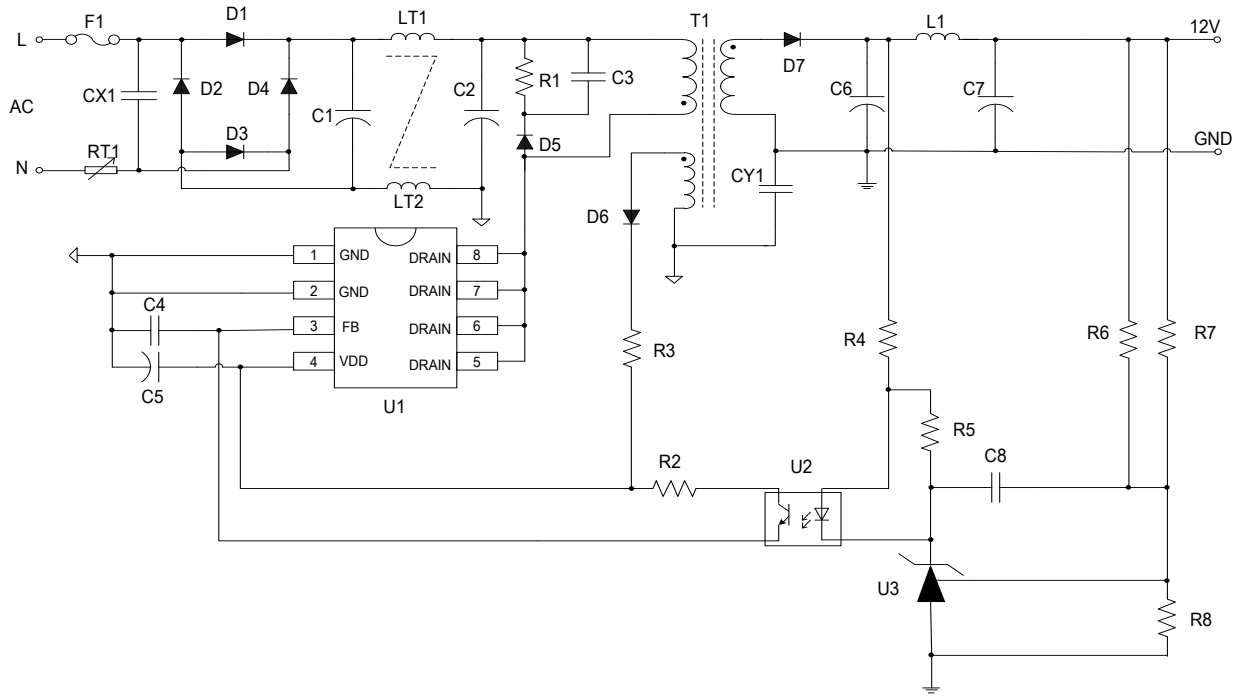 F1
D1
LT1
T1
L1
12V
L
D7
D2
D4
R1
C3
CX1
C2
C6
C7
AC
C1
D3
D5
GND
RT1
N
CY1
LT2
D6
1 GND DRAIN 8
2 GND DRAIN 7
C4
3 FB DRAIN 6
R3
R4
R6
R7
4 VDD DRAIN 5
C5
U1
R5
R2
U2
C8
U3
R8